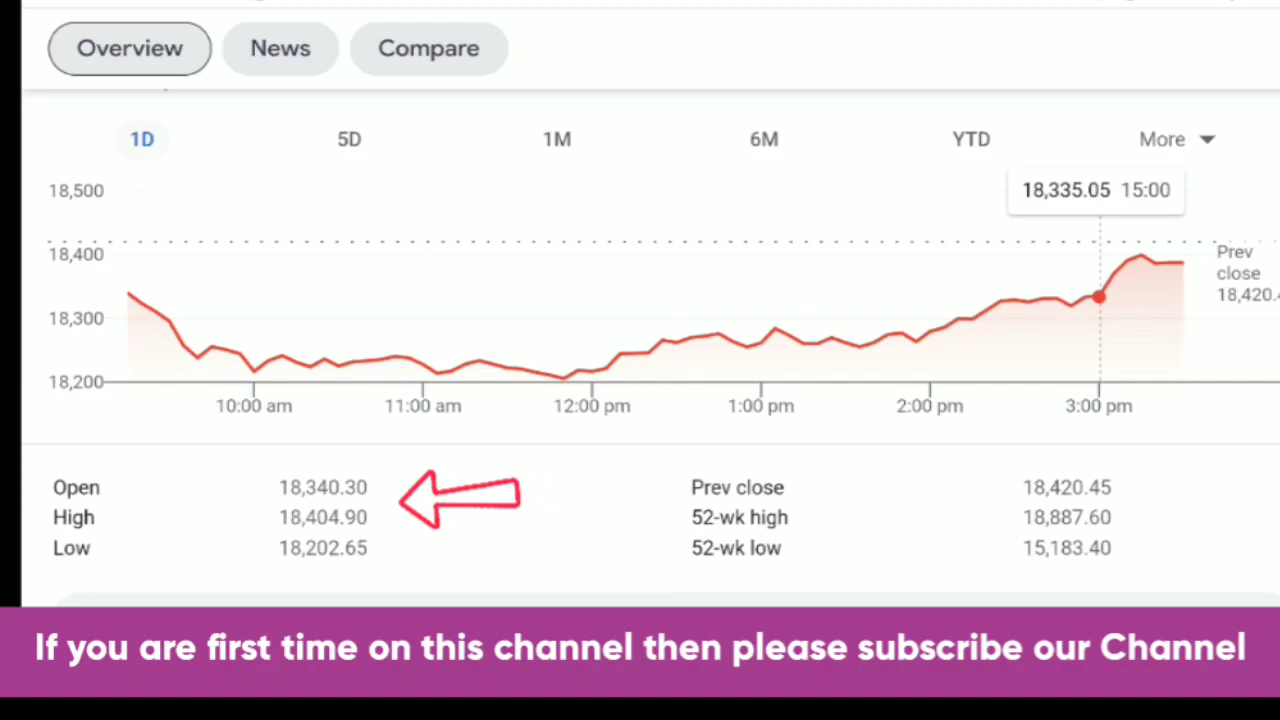 Overview News Compare
1D 5D 1M 6M YTD More
18,335.05 15:00
18,500
18,400
18,300
18,200
Prev
close
18,420.4
10:00 am 11:00 am 12:00 pm 1:00 pm 2:00 pm 3:00 pm
Open 18,340.30 Prev close 18,420.45
High 18,404.90 52-wk high 18,887.60
Low 18,202.65 52-wk low 15,183.40
If you are first time on this channel then please subscribe our Channel